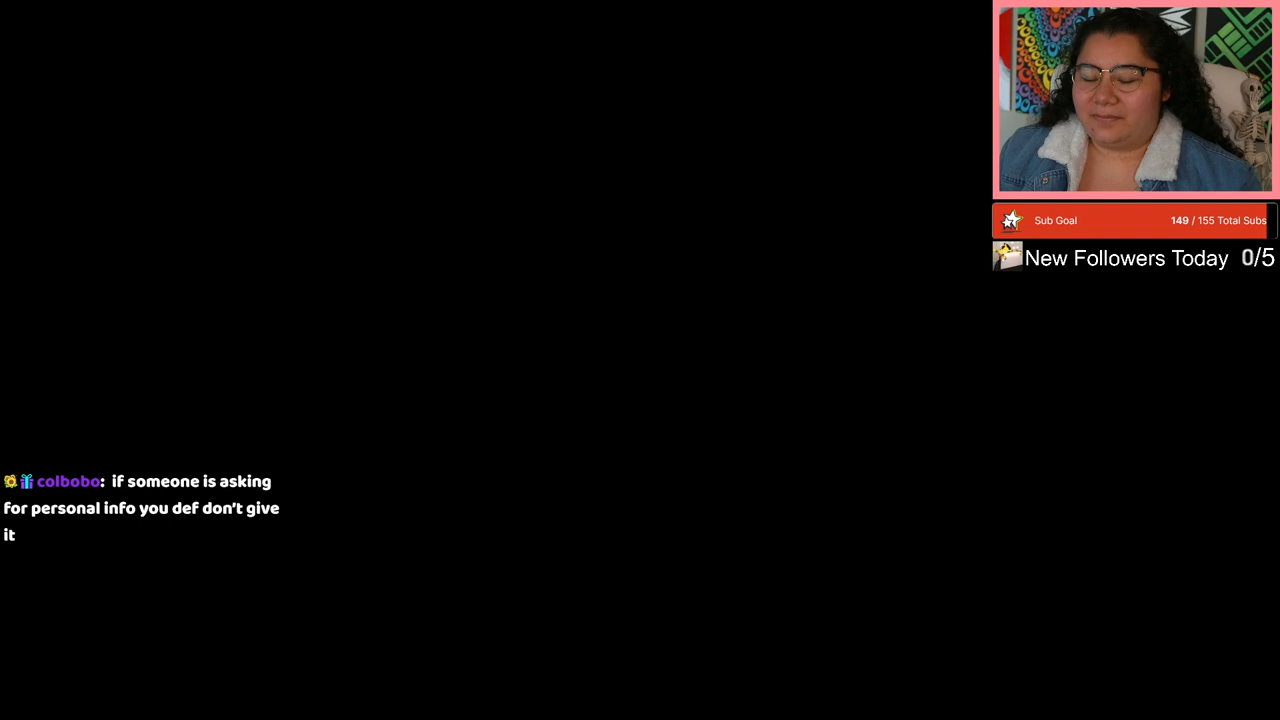 Sub Goal 149 / 155 Total Subs
New Followers Today 0/5
colbobo: if someone is asking
for personal info you def don't give
it